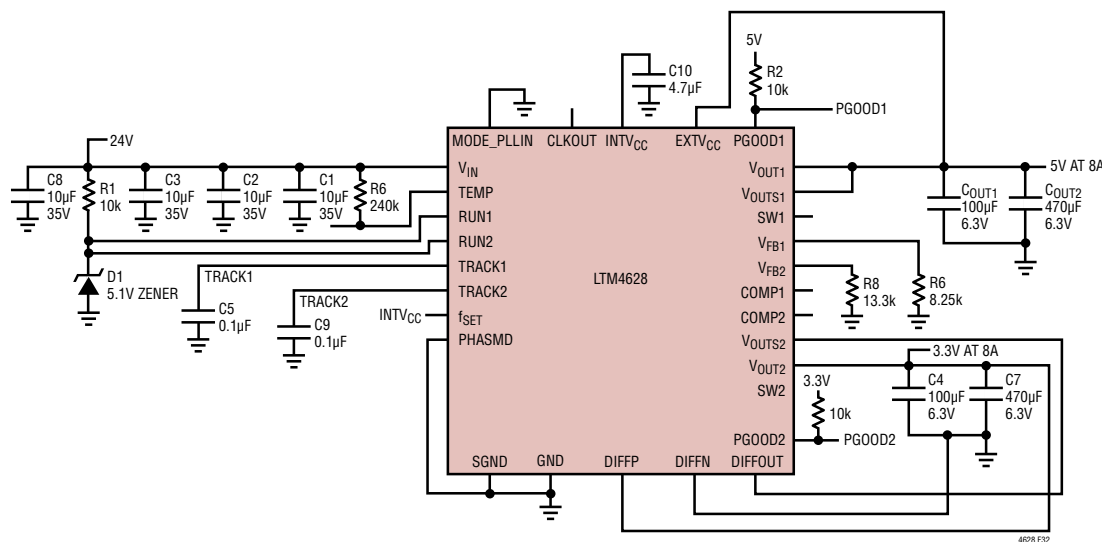 5V
C10
4.7µF
R2
10k
PGOOD1
24V
MODE_PLLIN CLKOUT INTVCC EXTVCC PGOOD1
C8
10µF
35V
R1
10k
C3
10µF
35V
C2
10µF
35V
C1
10µF
35V
R6
240k
VIN
TEMP
RUN1
RUN2
TRACK1
TRACK2
fSET
PHASMD
D1
5.1V ZENER
TRACK1
C5
0.1µF
TRACK2
C9
0.1µF
INTVCC
LTM4628
VOUT1
VOUTS1
SW1
VFB1
VFB2
COMP1
COMP2
VOUTS2
VOUT2
SW2
PGOOD2
5V AT 8A
COUT1
100µF
6.3V
COUT2
470µF
6.3V
R8
13.3k
R6
8.25k
3.3V AT 8A
C4
100µF
6.3V
C7
470µF
6.3V
3.3V
10k
PGOOD2
SGND GND DIFFP DIFFN DIFFOUT
4628 F32